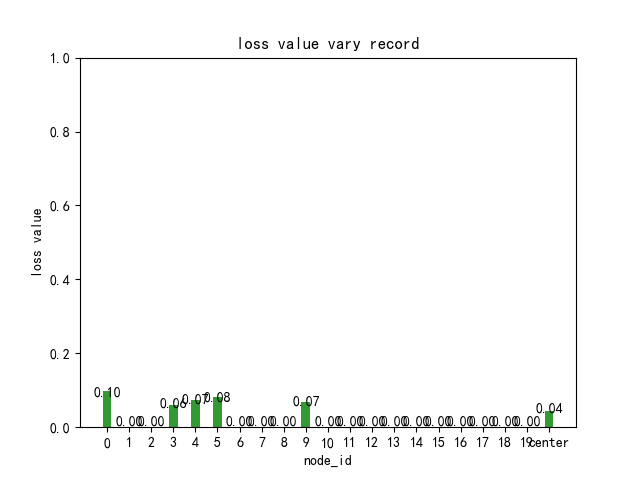 loss value vary record
1.0
0.8
0.6
0.4
0.2
0.0
loss value
0.10 0.00 0.00 0.06 0.07 0.08 0.00 0.00 0.00 0.07 0.00 0.00 0.00 0.00 0.00 0.00 0.00 0.00 0.00 0.00 0.04
0 1 2 3 4 5 6 7 8 9 10 11 12 13 14 15 16 17 18 19 center
node_id